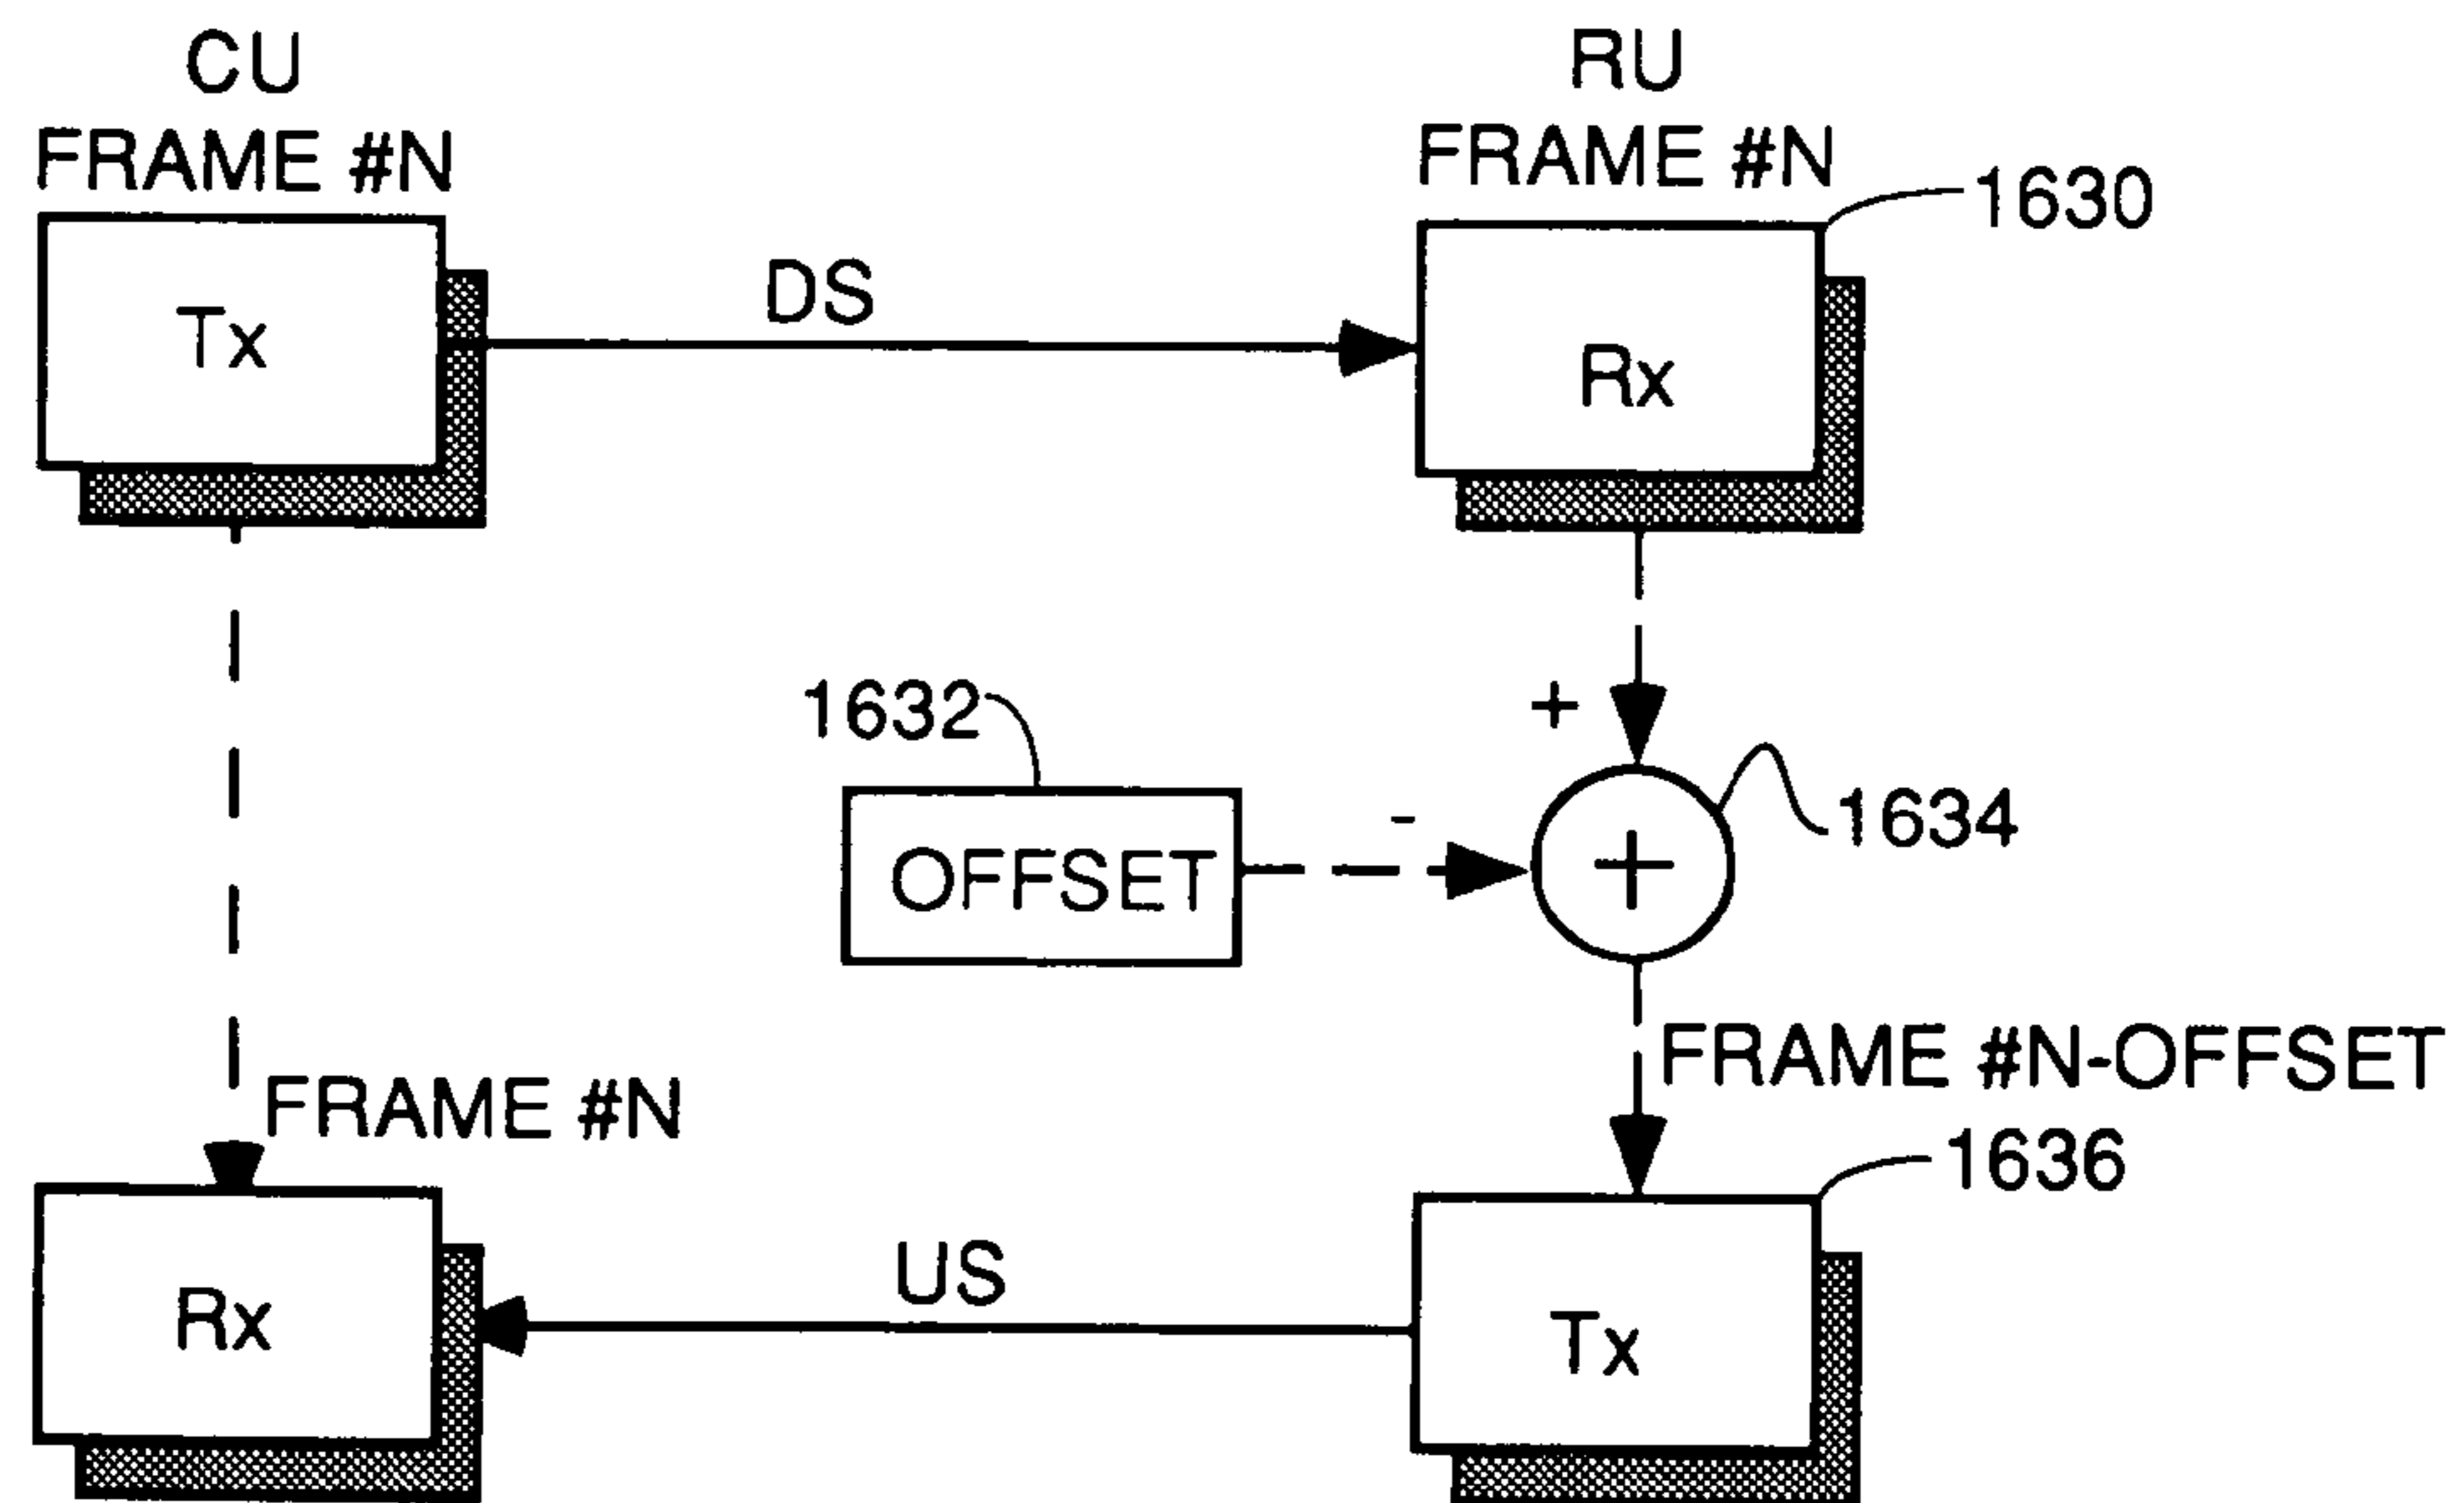 CU
FRAME #N
RU
FRAME #N
1630
Tx
DS
Rx
1632
+
-
OFFSET
+
1634
FRAME #N-OFFSET
FRAME #N
1636
Rx
US
Tx